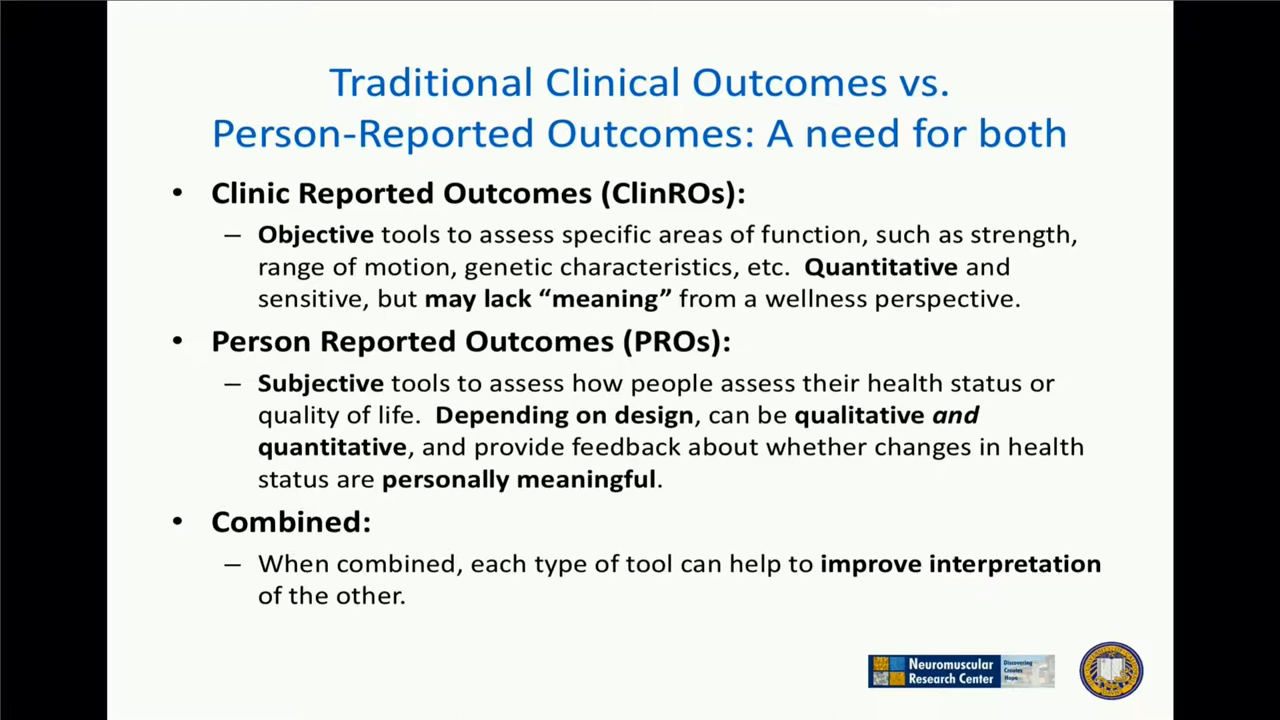 Traditional Clinical Outcomes vs.
Person-Reported Outcomes: A need for both
• Clinic Reported Outcomes (ClinROs):
– Objective tools to assess specific areas of function, such as strength,
range of motion, genetic characteristics, etc. Quantitative and
sensitive, but may lack “meaning” from a wellness perspective.
• Person Reported Outcomes (PROs):
– Subjective tools to assess how people assess their health status or
quality of life. Depending on design, can be qualitative and
quantitative, and provide feedback about whether changes in health
status are personally meaningful.
• Combined:
– When combined, each type of tool can help to improve interpretation
of the other.
Neuromuscular
Research Center
Discovering
Creates
Hope